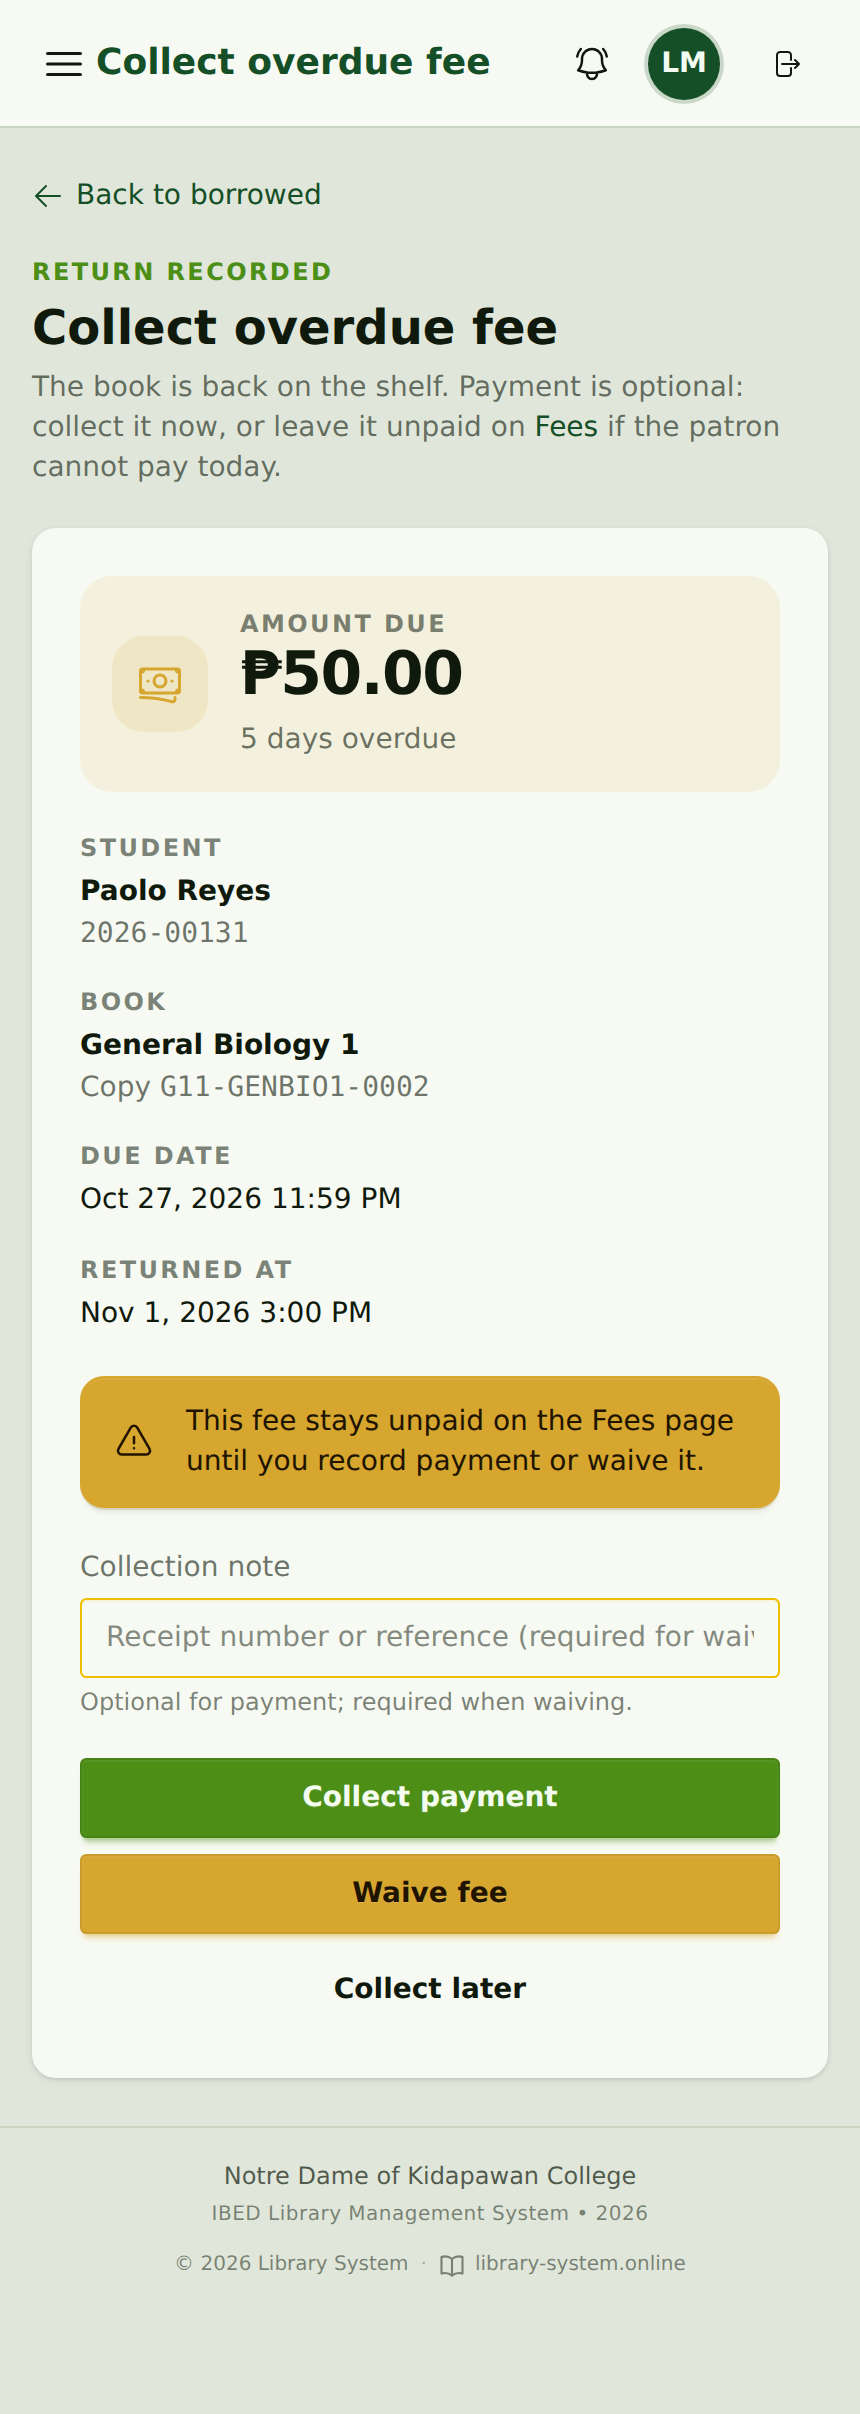 Collect overdue fee
LM
Back to borrowed
RETURN RECORDED
Collect overdue fee
The book is back on the shelf. Payment is optional:
collect it now, or leave it unpaid on Fees if the patron
cannot pay today.
AMOUNT DUE
₱50.00
5 days overdue
STUDENT
Paolo Reyes
2026-00131
BOOK
General Biology 1
Copy G11-GENBIO1-0002
DUE DATE
Oct 27, 2026 11:59 PM
RETURNED AT
Nov 1, 2026 3:00 PM
This fee stays unpaid on the Fees page
until you record payment or waive it.
Collection note
Receipt number or reference (required for
Optional for payment; required when waiving.
Collect payment
Waive fee
Collect later
Notre Dame of Kidapawan College
IBED Library Management System • 2026
© 2026 Library System · library-system.online